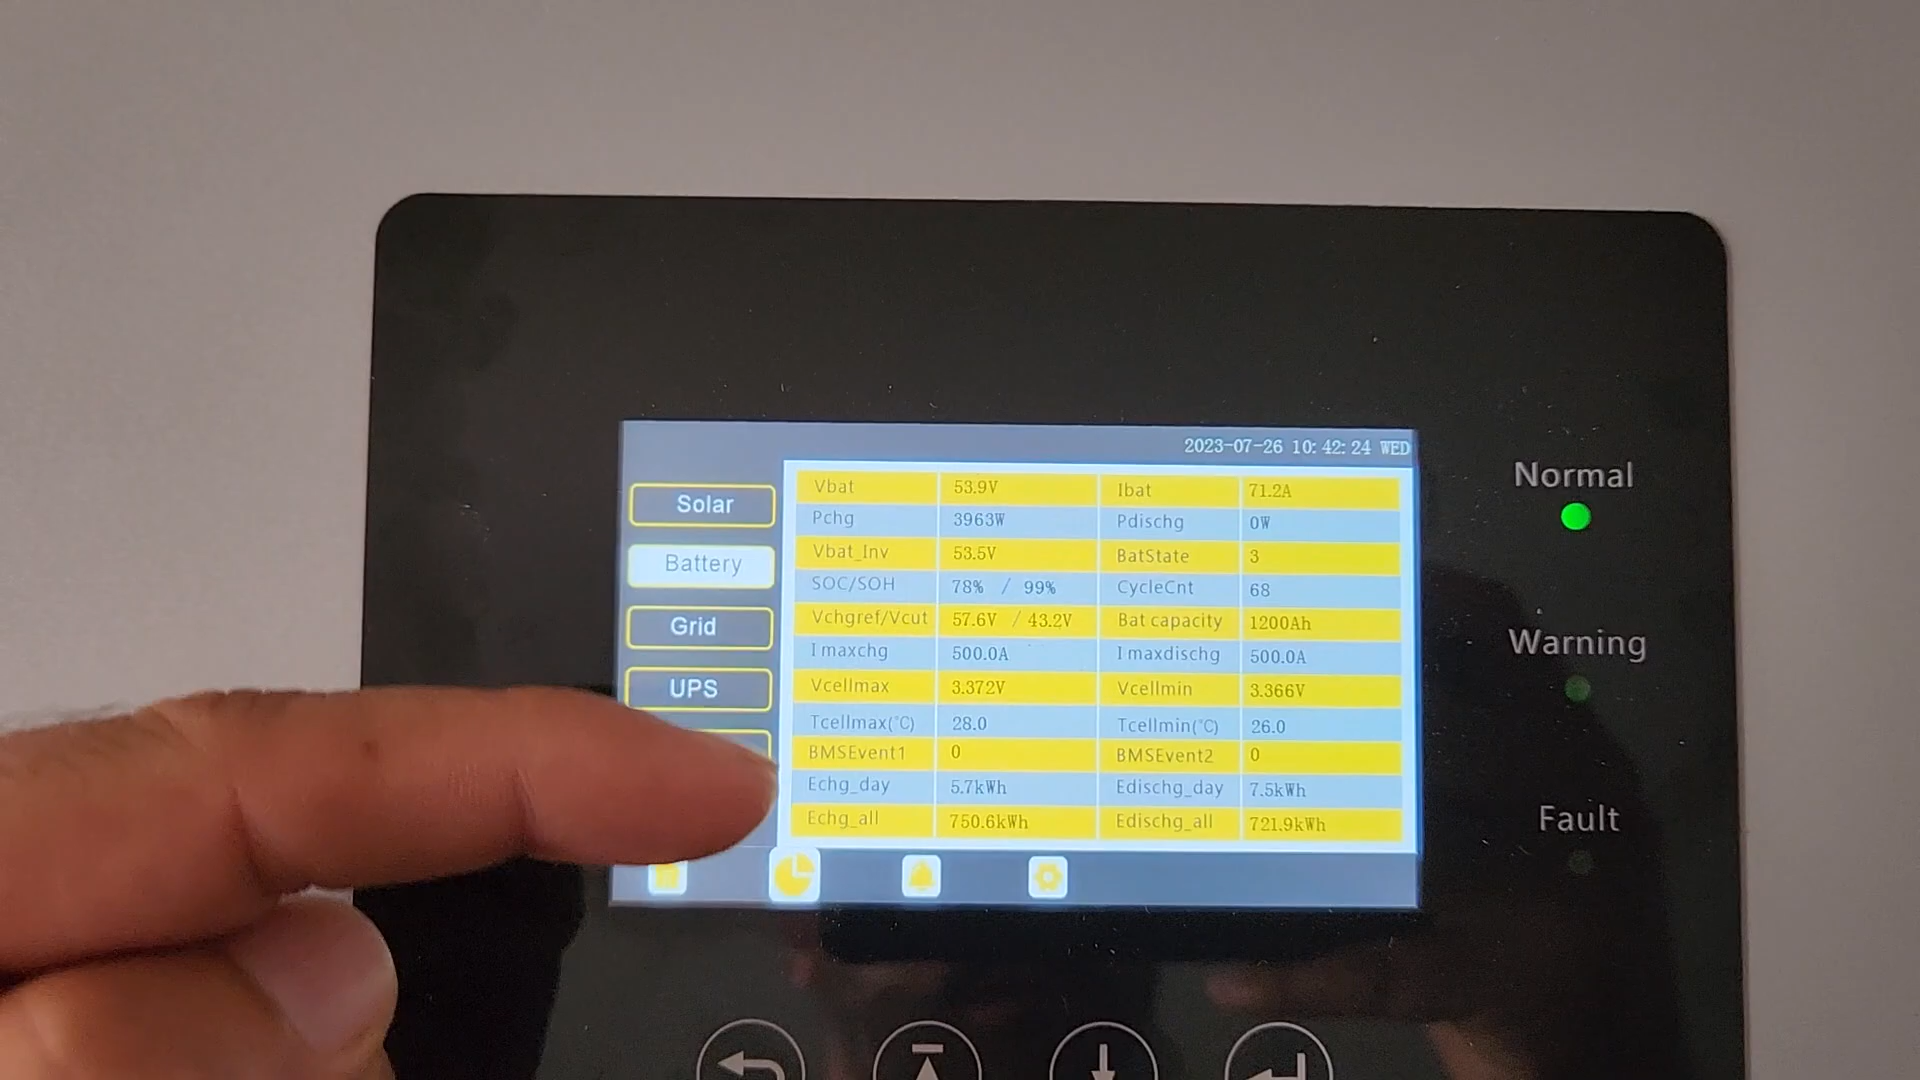 2023-07-26 10:42:24 WED
Solar
Battery
Grid
UPS
Vbat 53.9V Ibat 71.2A
Pchg 3963W Pdischg 0W
Vbat_Inv 53.5V BatState 3
SOC/SOH 78% / 99% CycleCnt 68
Vchgref/Vcut 57.6V / 43.2V Bat capacity 1200Ah
Imaxchg 500.0A Imaxdischg 500.0A
Vcellmax 3.372V Vcellmin 3.366V
Tcellmax(℃) 28.0 Tcellmin(℃) 26.0
BMSEvent1 0 BMSEvent2 0
Echg_day 5.7kWh Edischg_day 7.5kWh
Echg_all 750.6kWh Edischg_all 721.9kWh
Normal
Warning
Fault